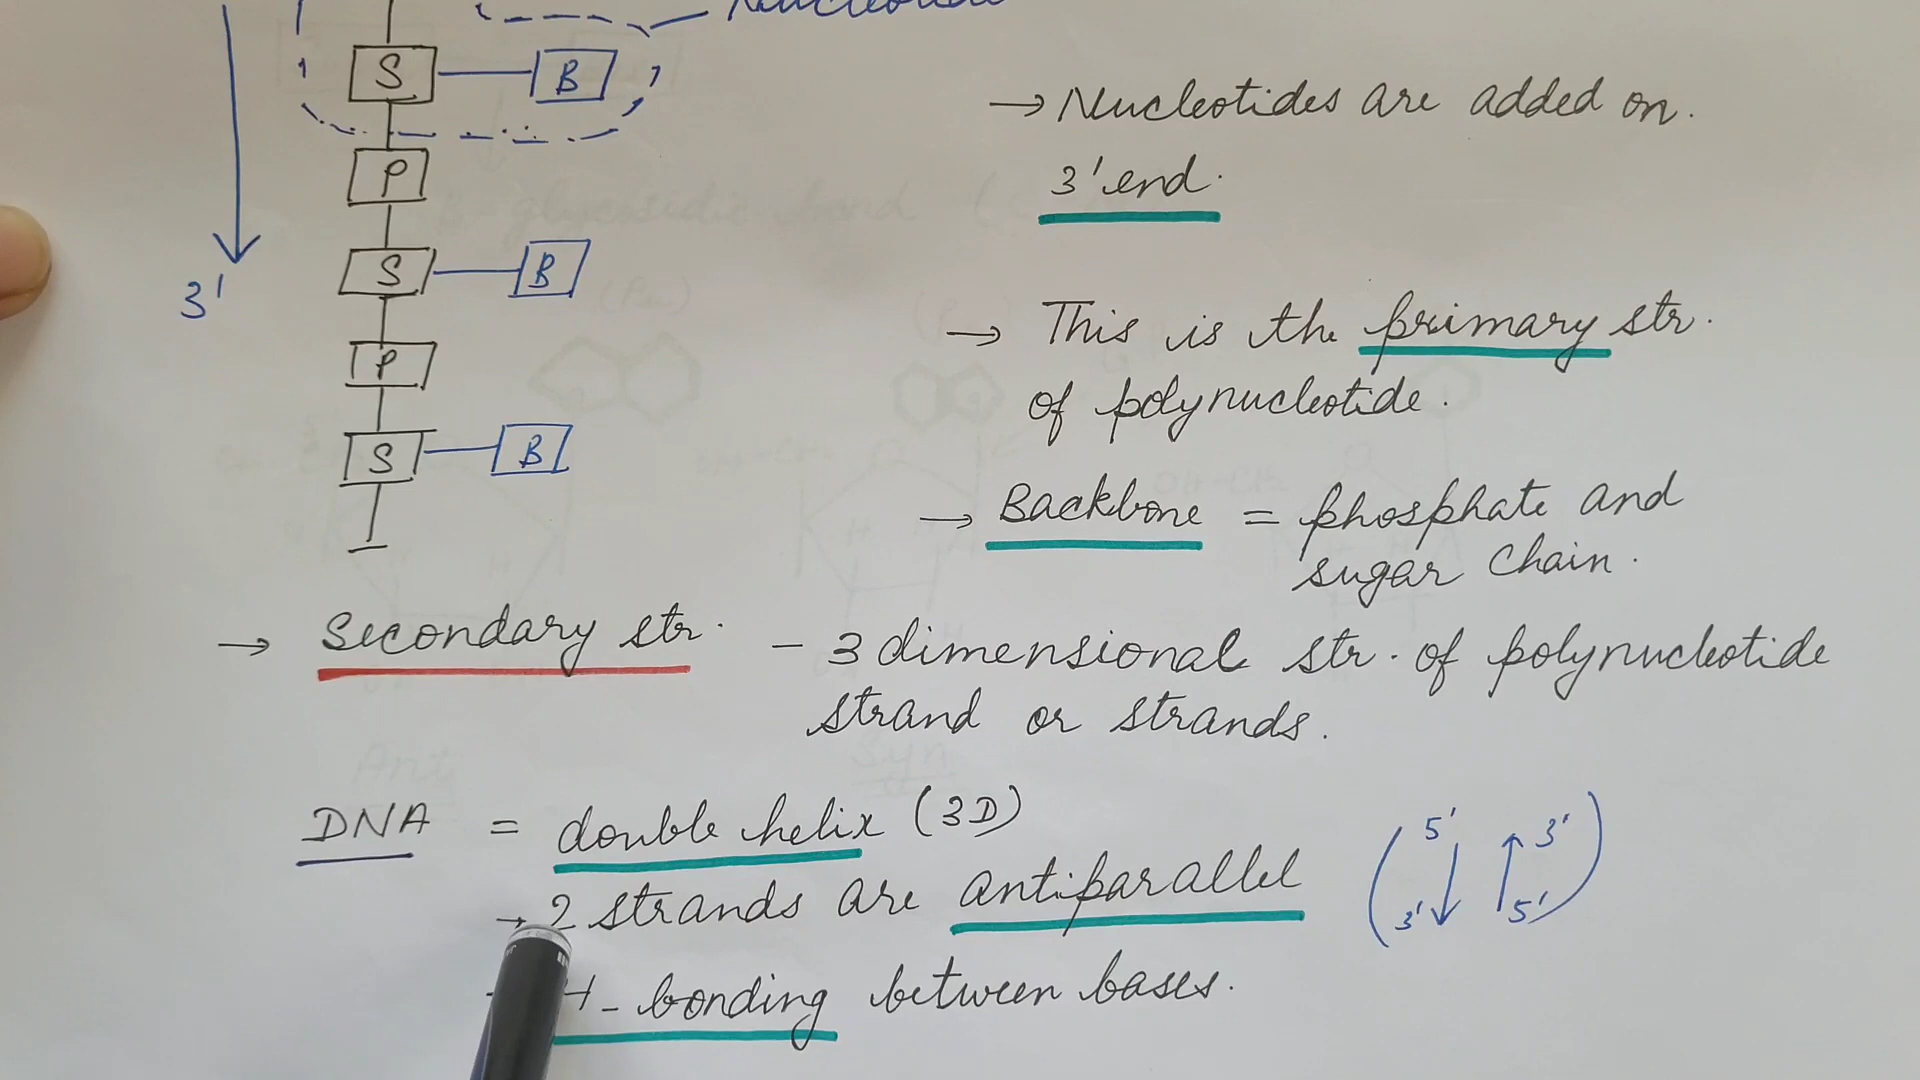 S B
→ Nucleotides are added on.
P
3' end.
S B
3'
→ This is the primary str.
P
of polynucleotide.
S B
→ Backbone = phosphate and
sugar chain.
→ Secondary str. - 3 dimensional str. of polynucleotide
strand or strands.
DNA = double helix (3D)
5' 3'
→ 2 strands are antiparallel
3' 5'
H-bonding between bases.